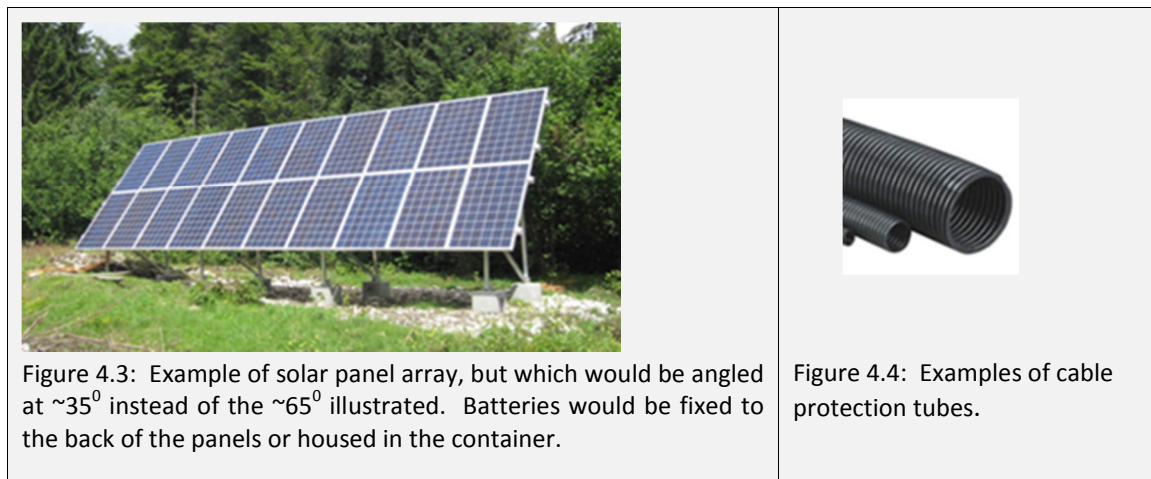 Figure 4.3: Example of solar panel array, but which would be angled
at ~35⁰ instead of the ~65⁰ illustrated. Batteries would be fixed to
the back of the panels or housed in the container.
Figure 4.4: Examples of cable
protection tubes.